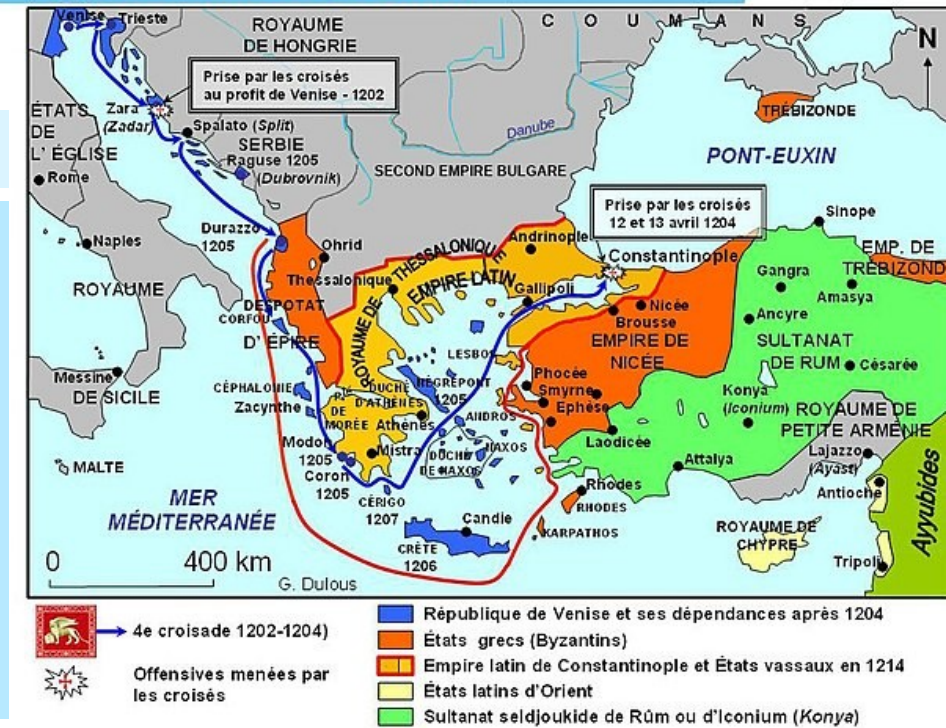 Venise
Trieste
ROYAUME
DE HONGRIE
COUMANS
N
Prise par les croisés
au profit de Venise - 1202
Zara
(Zadar)
ÉTATS
DE
L' ÉGLISE
Rome
Spalato (Split)
SERBIE
Raguse 1205
(Dubrovnik)
Danube
SECOND EMPIRE BULGARE
TRÉBIZONDE
PONT-EUXIN
Prise par les croisés
12 et 13 avril 1204
Naples
Durazzo
1205
Ohrid
Thessalonique
ROYAUME DE THESSALONIQUE
EMPIRE LATIN
Andrinople
Constantinople
Gallipoli
Sinope
EMP. DE
TRÉBIZOND
Gangra
Amasya
Ancyre
Nicée
Brousse
EMPIRE DE
NICÉE
SULTANAT
DE RUM
Césarée
ROYAUME
DE SICILE
Messine
DESPOTAT
D' ÉPIRE
CORFOU
CÉPHALONIE
Zacynthe
LESBOS
NÉGREPONT
1205
DUCHÉ
D'ATHÈNES
Athènes
PTÉ
DE
MORÉE
Mistra
ANDROS
NAXOS
DUCHÉ
DE NAXOS
Phocée
Smyrne
Ephèse
Laodicée
Konya
(Iconium)
ROYAUME DE
PETITE ARMÉNIE
Lajazzo
(Ayast)
Antioche
Attalya
Modon
1205
Coron
1205
CÉRIGO
1207
Candie
CRÈTE
1206
Rhodes
RHODES
KARPATHOS
ROYAUME DE
CHYPRE
Tripoli
Ayyubides
MALTE
MER
MÉDITERRANÉE
0 400 km
G. Dulous
4e croisade 1202-1204)
Offensives menées par
les croisés
République de Venise et ses dépendances après 1204
États grecs (Byzantins)
Empire latin de Constantinople et États vassaux en 1214
États latins d'Orient
Sultanat seldjoukide de Rûm ou d'Iconium (Konya)